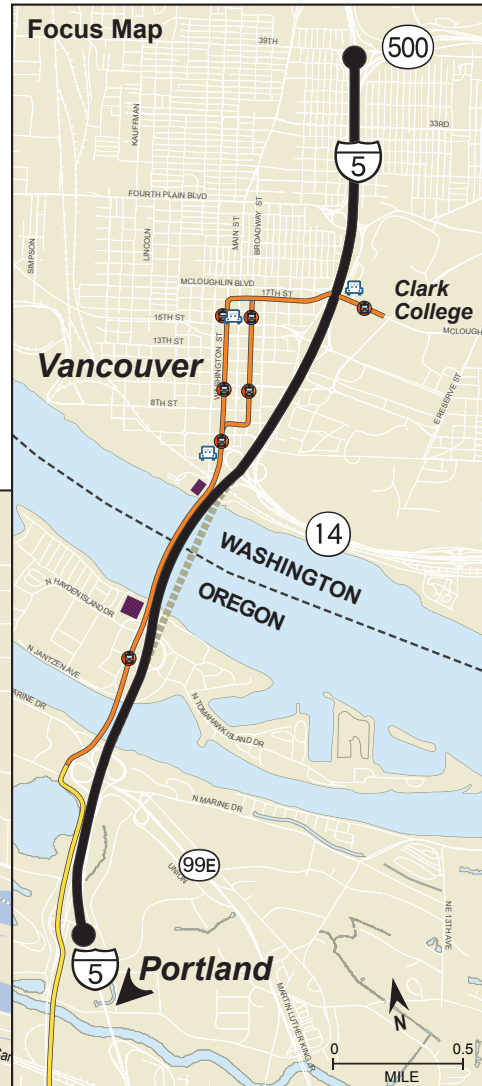 Focus Map
39TH
500
KAUFFMAN
33RD
5
FOURTH PLAIN BLVD
SIMPSON
LINCOLN
MAIN ST
BROADWAY ST
MCLOUGHLIN BLVD
17TH ST
Clark
College
15TH ST
13TH ST
MCLOUGH
Vancouver
WASHINGTON ST
8TH ST
E RESERVE ST
14
WASHINGTON
OREGON
N HAYDEN ISLAND DR
N JANTZEN AVE
N TOMAHAWK ISLAND DR
ARINE DR
N MARINE DR
99E
UNION
NE 13TH AVE
5
Portland
MARTIN LUTHER KING JR
N
0
0.5
MILE